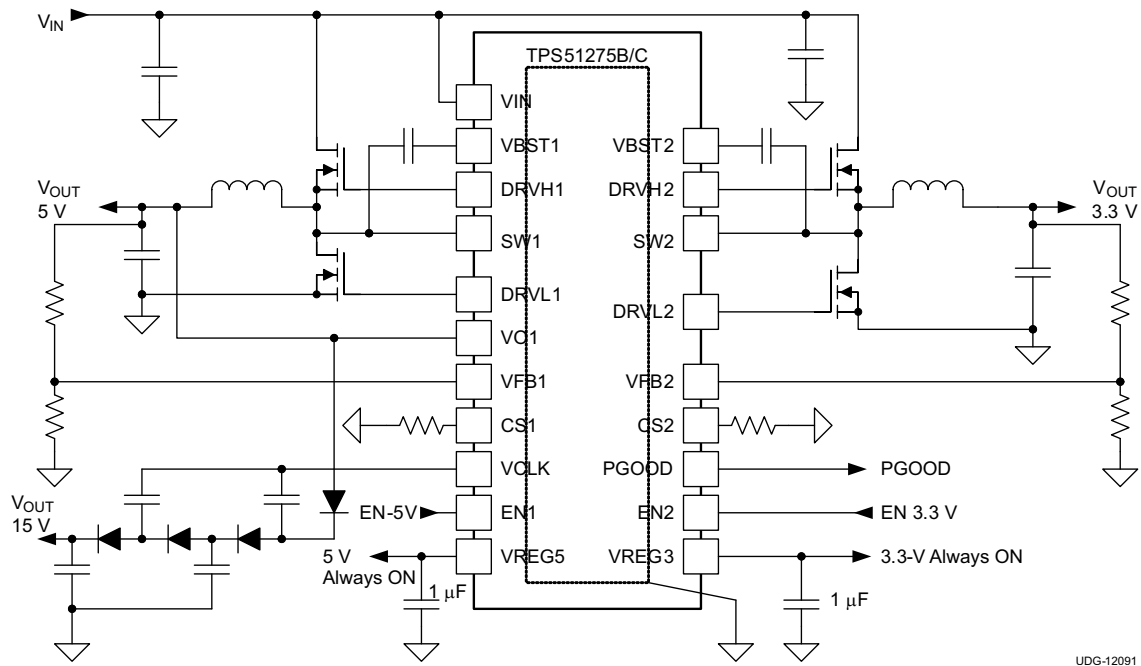 VIN
TPS51275B/C
VIN
VBST1
VBST2
DRVH1
DRVH2
VOUT
5 V
VOUT
3.3 V
SW1
SW2
DRVL1
DRVL2
VO1
VFB1
VFB2
CS1
CS2
VCLK
PGOOD
PGOOD
VOUT
15 V
EN-5V
EN1
EN2
EN 3.3 V
5 V
Always ON
VREG5
VREG3
3.3-V Always ON
1 μF
1 μF
UDG-12091